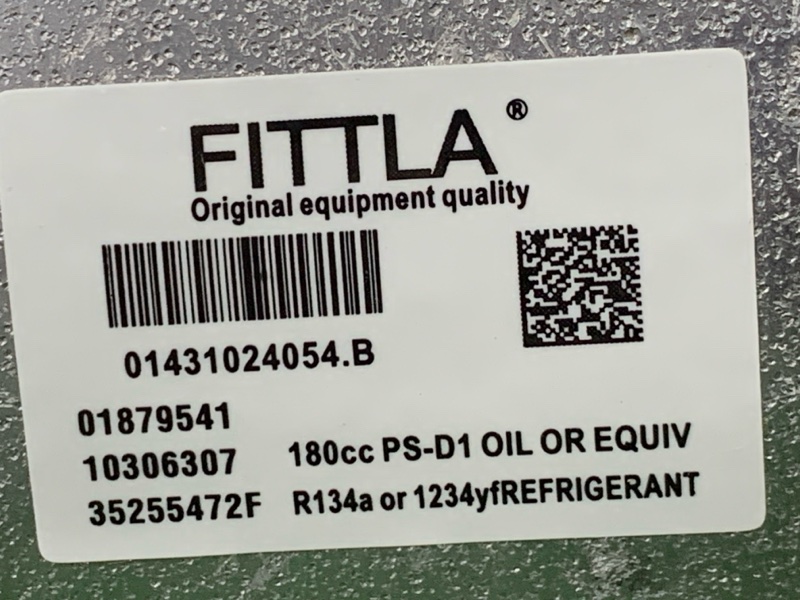 FITTLA®
Original equipment quality
01431024054.B
01879541
10306307
35255472F
180cc PS-D1 OIL OR EQUIV
R134a or 1234yfREFRIGERANT